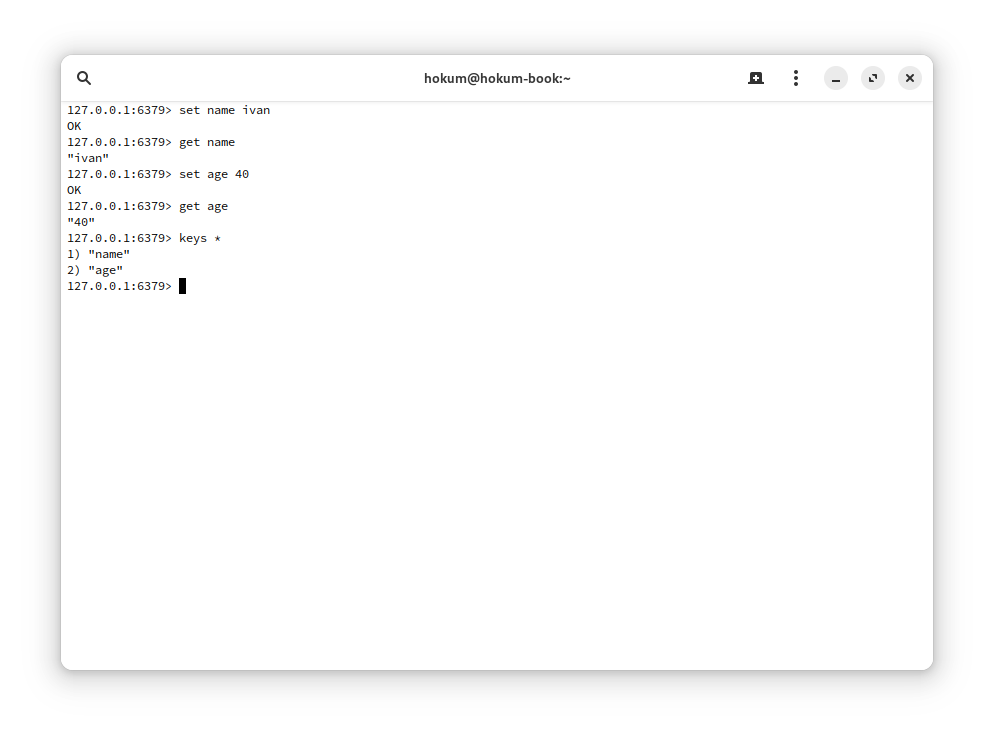 hokum@hokum-book:~
127.0.0.1:6379> set name ivan
OK
127.0.0.1:6379> get name
"ivan"
127.0.0.1:6379> set age 40
OK
127.0.0.1:6379> get age
"40"
127.0.0.1:6379> keys *
1) "name"
2) "age"
127.0.0.1:6379>